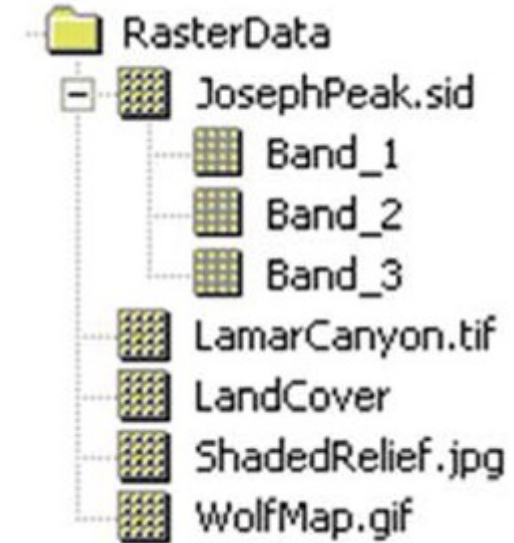 RasterData
JosephPeak.sid
Band_1
Band_2
Band_3
LamarCanyon.tif
LandCover
ShadedRelief.jpg
WolfMap.gif